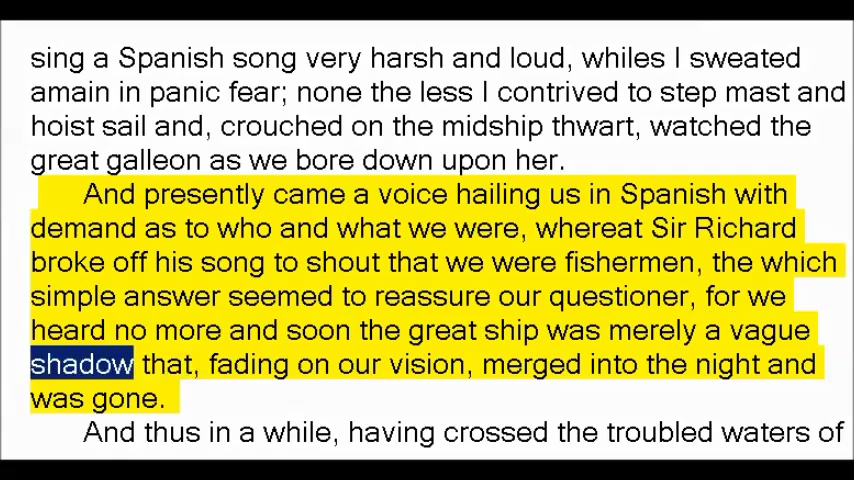 sing a Spanish song very harsh and loud, whiles I sweated
amain in panic fear; none the less I contrived to step mast and
hoist sail and, crouched on the midship thwart, watched the
great galleon as we bore down upon her.
And presently came a voice hailing us in Spanish with
demand as to who and what we were, whereat Sir Richard
broke off his song to shout that we were fishermen, the which
simple answer seemed to reassure our questioner, for we
heard no more and soon the great ship was merely a vague
shadow that, fading on our vision, merged into the night and
was gone.
And thus in a while, having crossed the troubled waters of